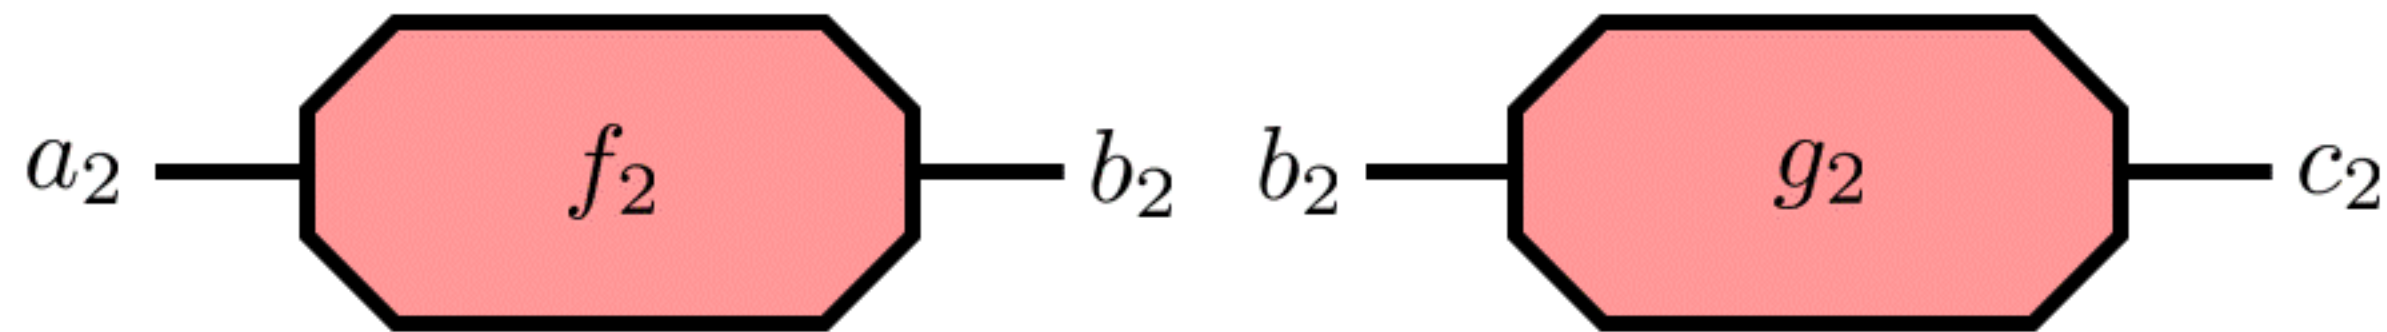 a₂ f₂ b₂ b₂ g₂ c₂